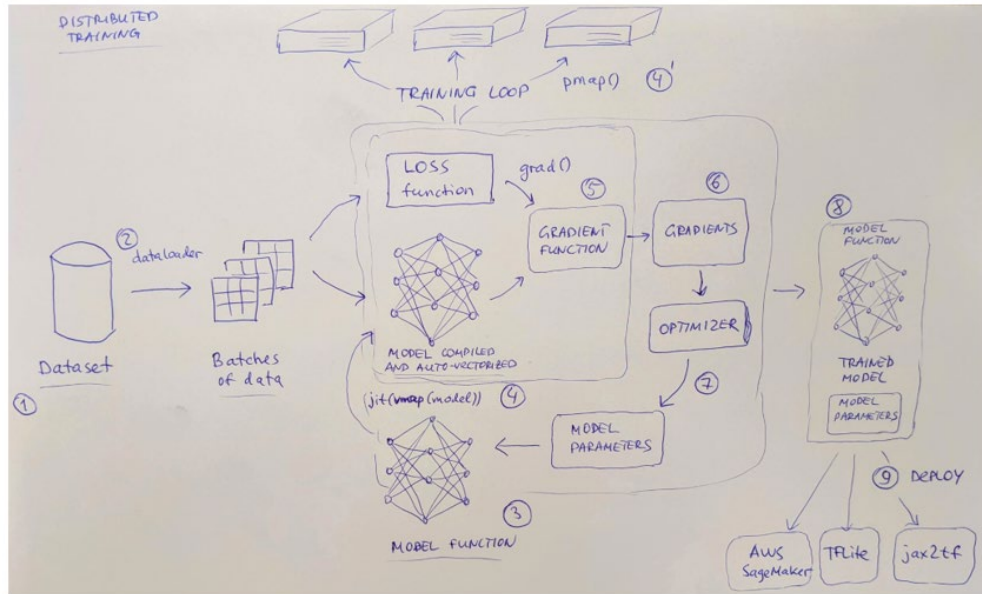 DISTRIBUTED
TRAINING
TRAINING LOOP
pmap()
4'
LOSS
function
grad()
5
GRADIENT
FUNCTION
6
GRADIENTS
OPTIMIZER
7
MODEL
PARAMETERS
2
dataloader
Dataset
1
Batches
of data
MODEL COMPILED
AND AUTO-VECTORIZED
4
(jit(vmap(model))
3
MODEL FUNCTION
8
MODEL
FUNCTION
TRAINED
MODEL
MODEL
PARAMETERS
9 DEPLOY
AWS
SageMaker
TFLite
jax2tf